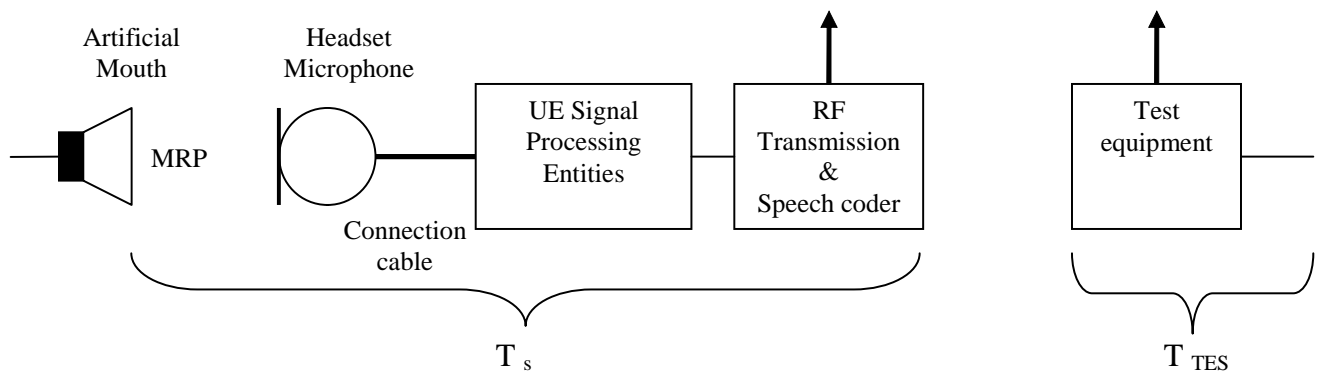 Artificial
Mouth
MRP
Headset
Microphone
Connection
cable
UE Signal
Processing
Entities
RF
Transmission
&
Speech coder
Test
equipment
T s
T TES